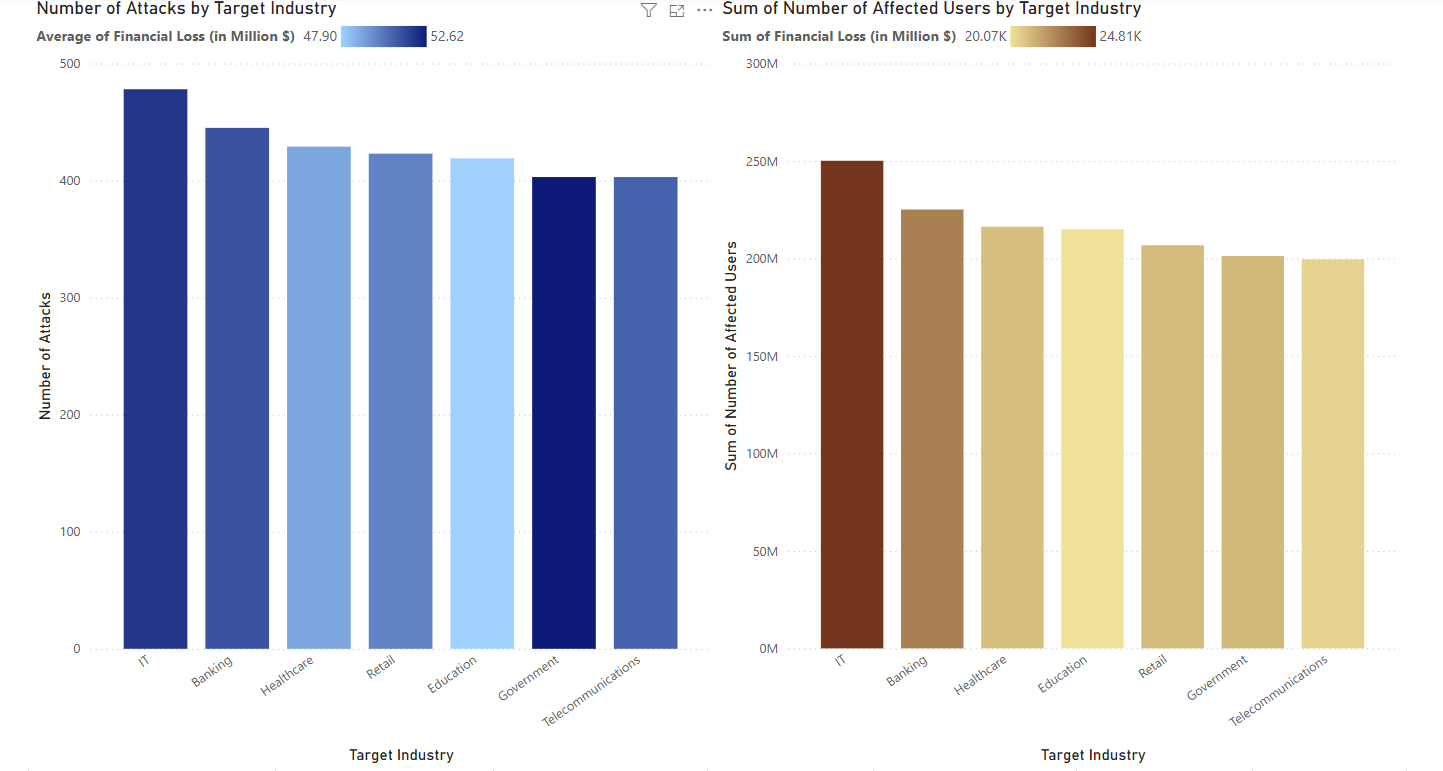 Number of Attacks by Target Industry
Average of Financial Loss (in Million $) 47.90 52.62
500
400
300
200
100
0
Number of Attacks
IT
Banking
Healthcare
Retail
Education
Government
Telecommunications
Target Industry
Sum of Number of Affected Users by Target Industry
Sum of Financial Loss (in Million $) 20.07K 24.81K
300M
250M
200M
150M
100M
50M
0M
Sum of Number of Affected Users
IT
Banking
Healthcare
Education
Retail
Government
Telecommunications
Target Industry